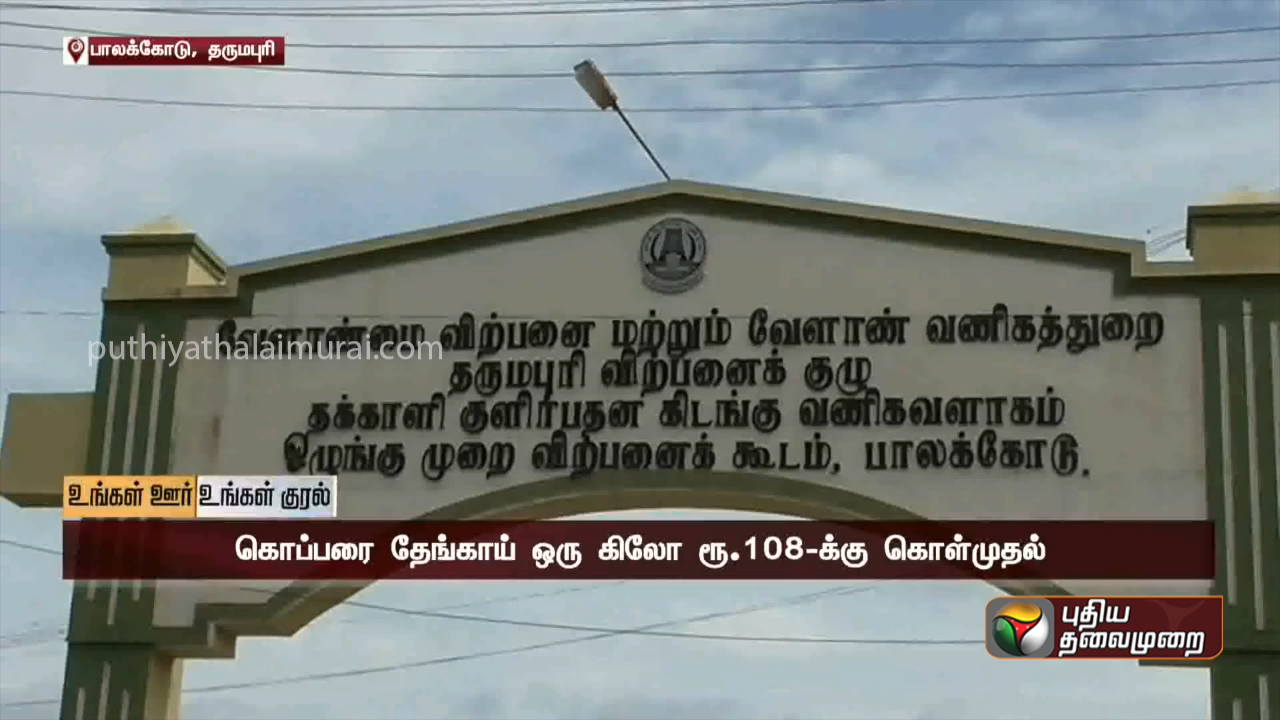 பாலக்கோடு, தருமபுரி
வேளாண்மை விற்பனை மற்றும் வேளாண் வணிகத்துறை
puthiyathalaimurai.com
தருமபுரி விற்பனைக் குழு
தக்காளி குளிர்பதன கிடங்கு வணிகவளாகம்
ஒழுங்கு முறை விற்பனைக் கூடம், பாலக்கோடு.
உங்கள் ஊர் உங்கள் குரல்
கொப்பரை தேங்காய் ஒரு கிலோ ரூ.108-க்கு கொள்முதல்
புதிய
தலைமுறை